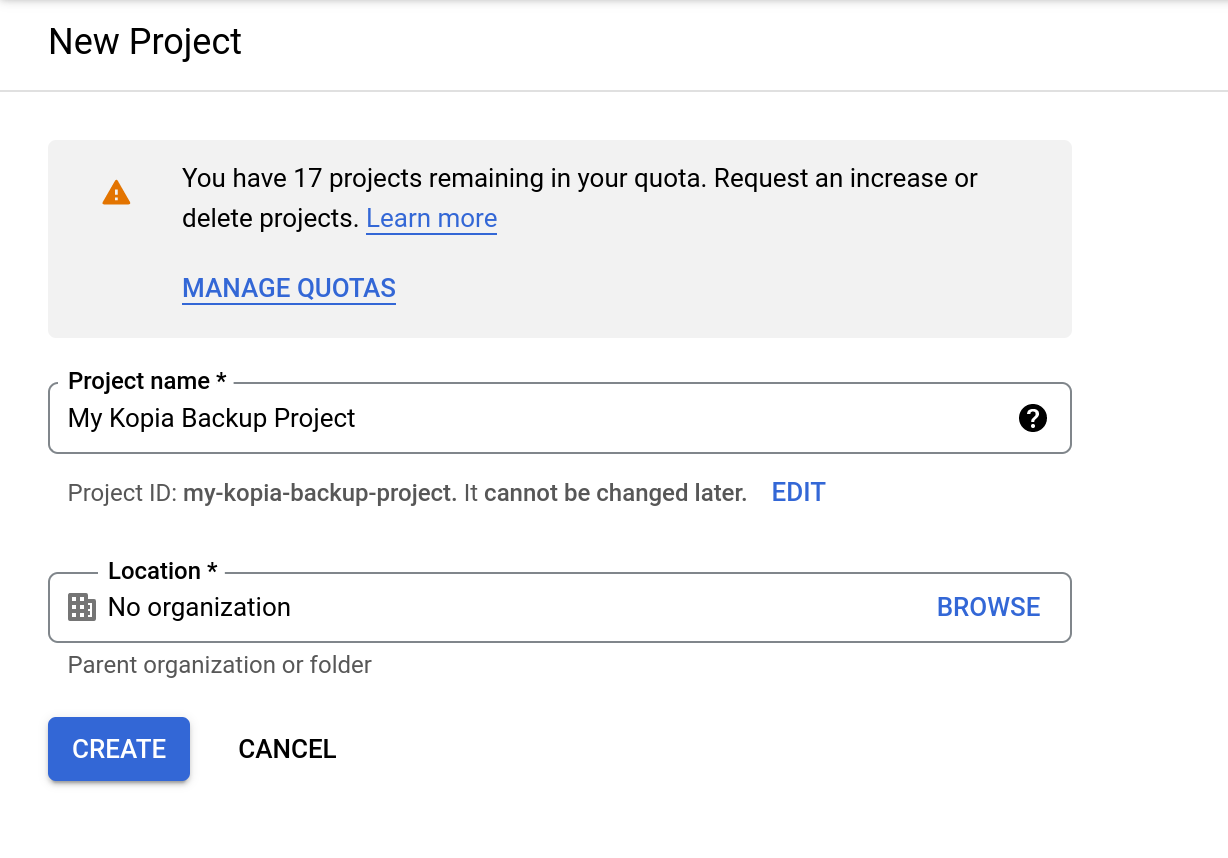 New Project
You have 17 projects remaining in your quota. Request an increase or
delete projects. Learn more
MANAGE QUOTAS
Project name *
My Kopia Backup Project
Project ID: my-kopia-backup-project. It cannot be changed later. EDIT
Location *
No organization BROWSE
Parent organization or folder
CREATE CANCEL